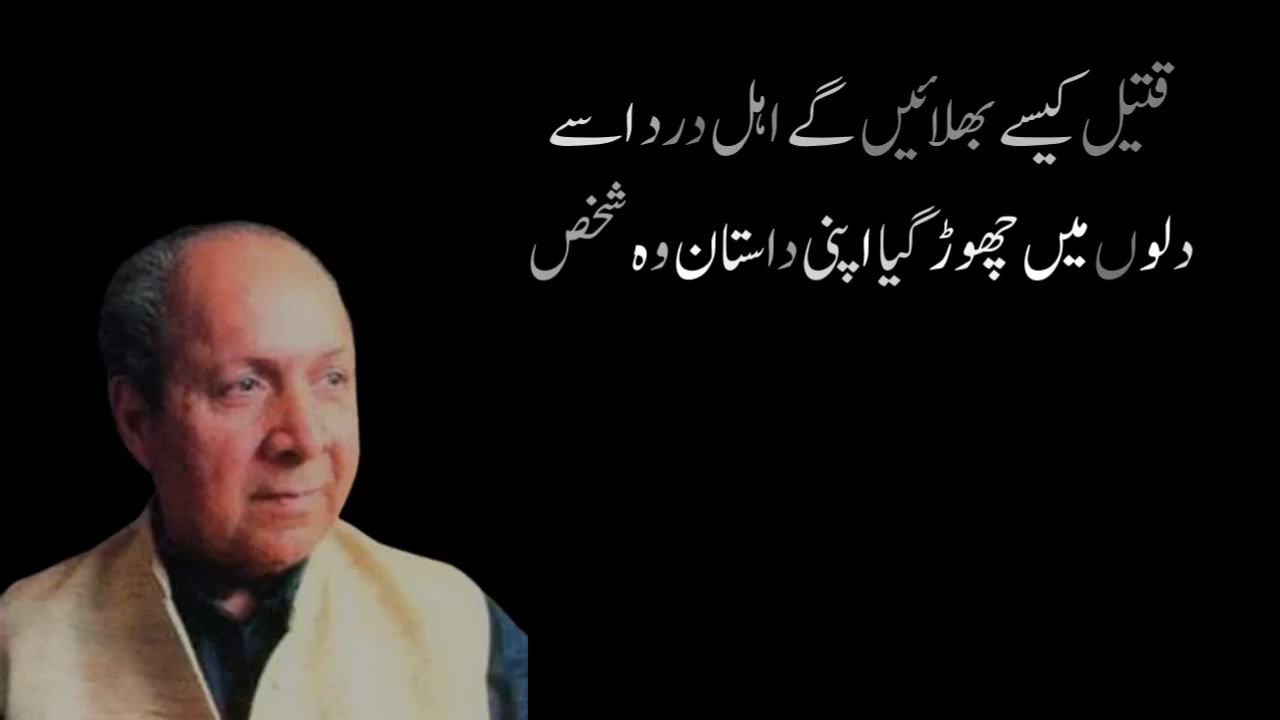 قتیل کیسے بھلائیں گے اہل درد اسے
دلوں میں چھوڑ گیا اپنی داستان وہ شخص